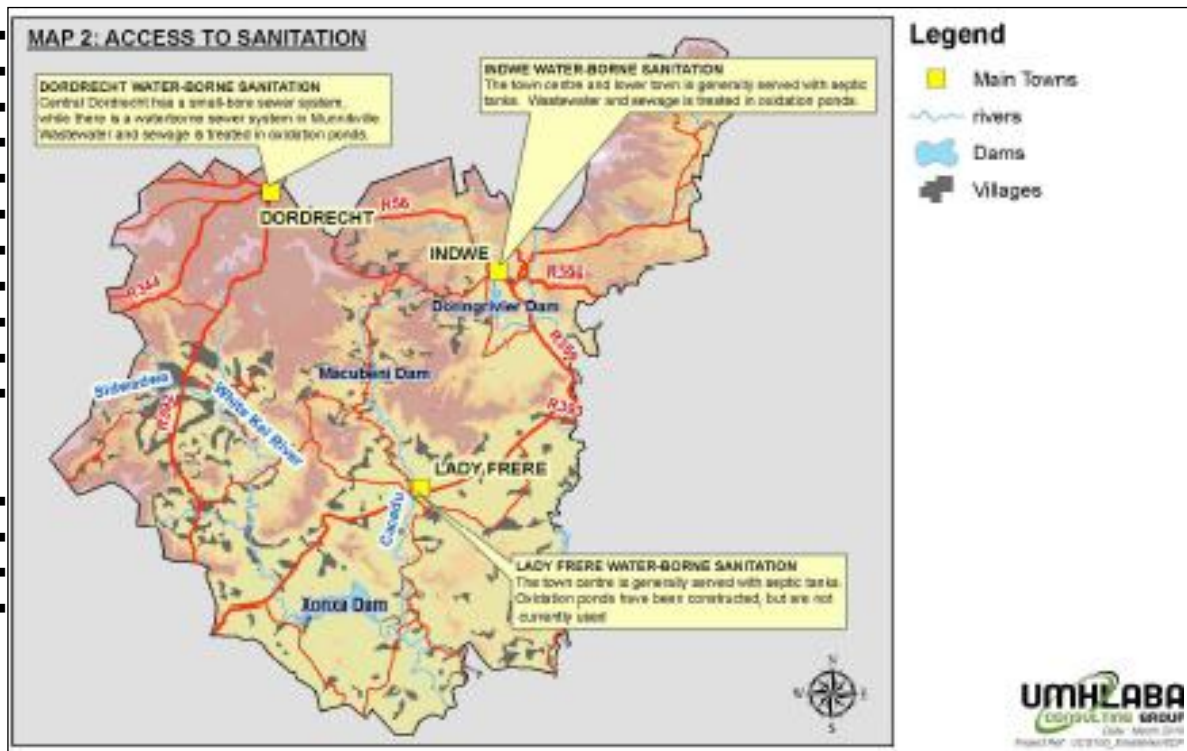 MAP 2: ACCESS TO SANITATION
DORDRECHT WATER-BORNE SANITATION
Central Dordrecht has a small-bore sewer system,
while there is a waterborne sewer system in
Wastewater and sewage is treated in oxidation ponds.
INDWE WATER-BORNE SANITATION
The town centre and lower town is generally served with septic
tanks. Wastewater and sewage is treated in oxidation ponds.
DORDRECHT
R56
INDWE
R344
Doringrivier Dam
Macubeni Dam
White Kei River
R392
R393
LADY FRERE
Cacadu
LADY FRERE WATER-BORNE SANITATION
The town centre is generally served with septic tanks.
Oxidation ponds have been constructed, but are not
currently used
Xonxa Dam
N
W
E
S
Legend
Main Towns
rivers
Dams
Villages
UMHLABA
CONSULTING GROUP